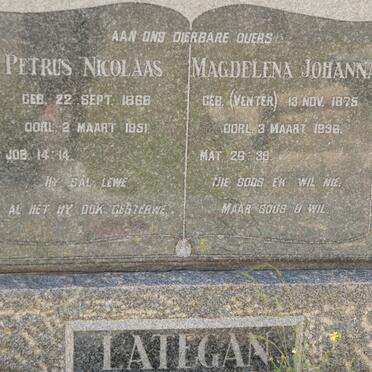 AAN ONS DIERBARE OUERS
PETRUS NICOLAAS
GEB. 22 SEPT. 1868
OORL. 2 MAART 1951
JOB. 14:14.
HY SAL LEWE
AL HET HY OOK GESTERWE.
MAGDELENA JOHANNA
GEB. (VENTER) 13 NOV. 1875
OORL. 3 MAART
MAT. 26:39.
NIE SOOS EK WIL NIE.
MAAR SOOS U WIL.
LATEGAN